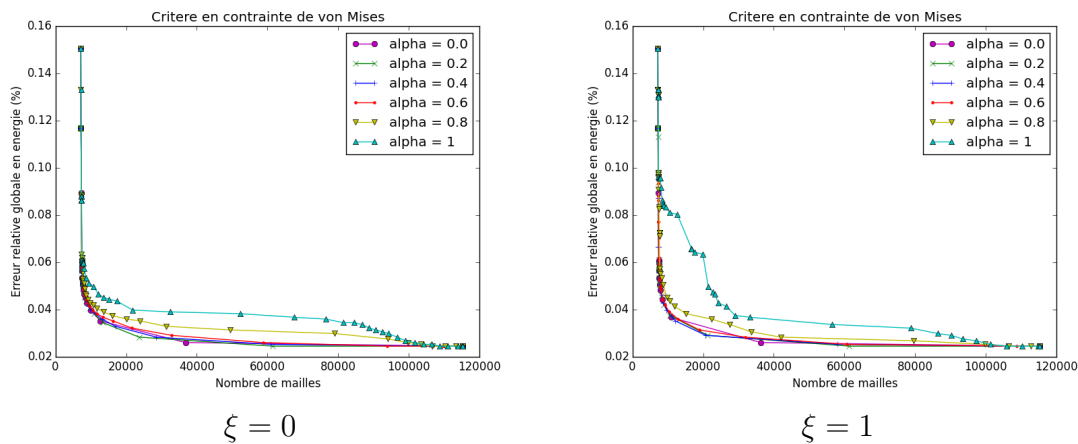 Critere en contrainte de von Mises
Erreur relative globale en energie (%)
0.16
0.14
0.12
0.10
0.08
0.06
0.04
0.02
0
20000
40000
60000
80000
100000
120000
Nombre de mailles
alpha = 0.0
alpha = 0.2
alpha = 0.4
alpha = 0.6
alpha = 0.8
alpha = 1
ξ = 0
Critere en contrainte de von Mises
Erreur relative globale en energie (%)
0.16
0.14
0.12
0.10
0.08
0.06
0.04
0.02
0
20000
40000
60000
80000
100000
120000
Nombre de mailles
alpha = 0.0
alpha = 0.2
alpha = 0.4
alpha = 0.6
alpha = 0.8
alpha = 1
ξ = 1